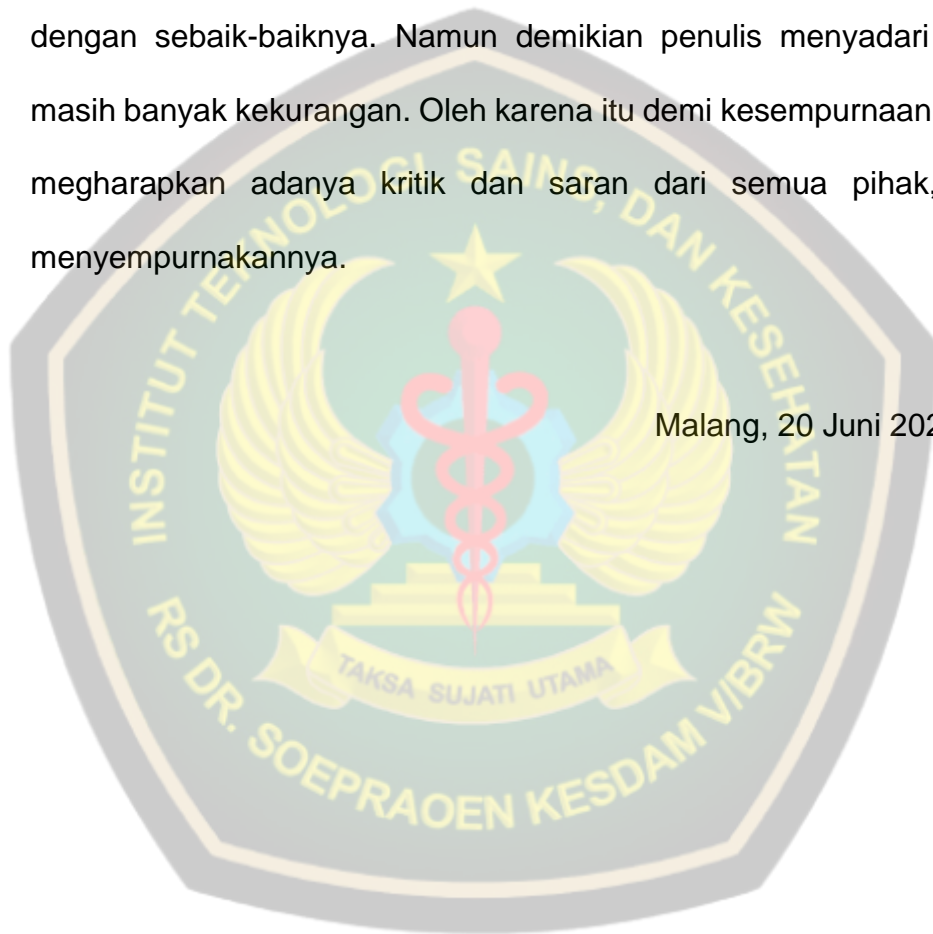 dengan sebaik-baiknya. Namun demikian penulis menyadari
masih banyak kekurangan. Oleh karena itu demi kesempurnaan
megharapkan adanya kritik dan saran dari semua pihak,
menyempurnakannya.
Malang, 20 Juni 202
INSTITUT TEKNOLOGI, SAINS, DAN KESEHATAN
TAKSA SUJATI UTAMA
RS DR. SOEPRAOEN KESDAM V/BRW